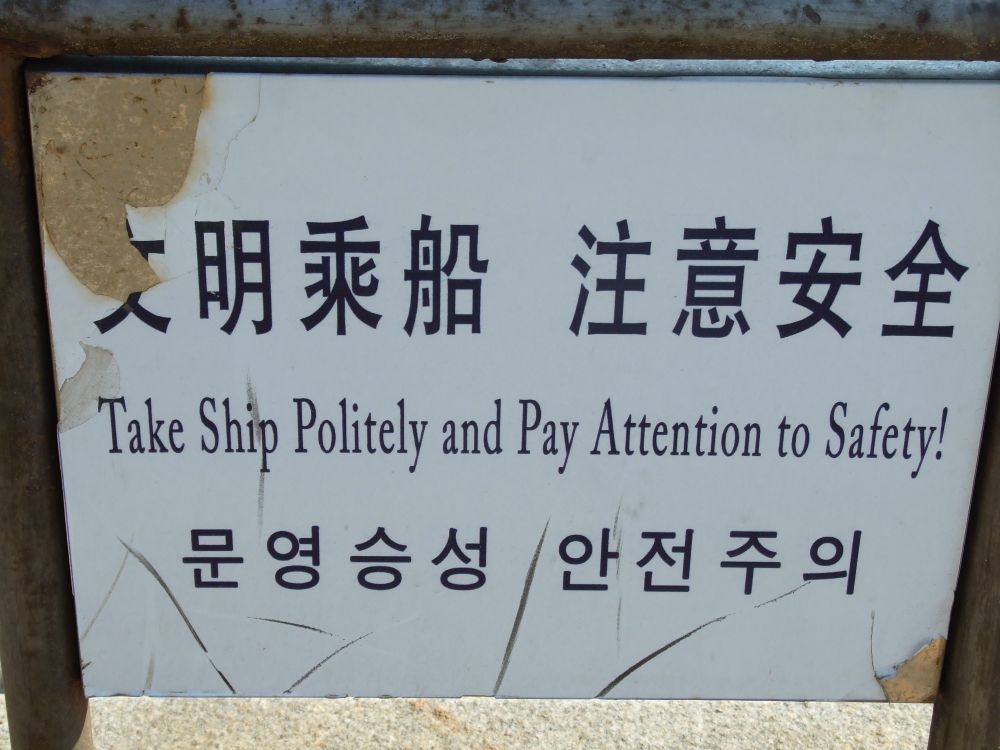 文明乘船 注意安全
Take Ship Politely and Pay Attention to Safety!
문영승성 안전주의